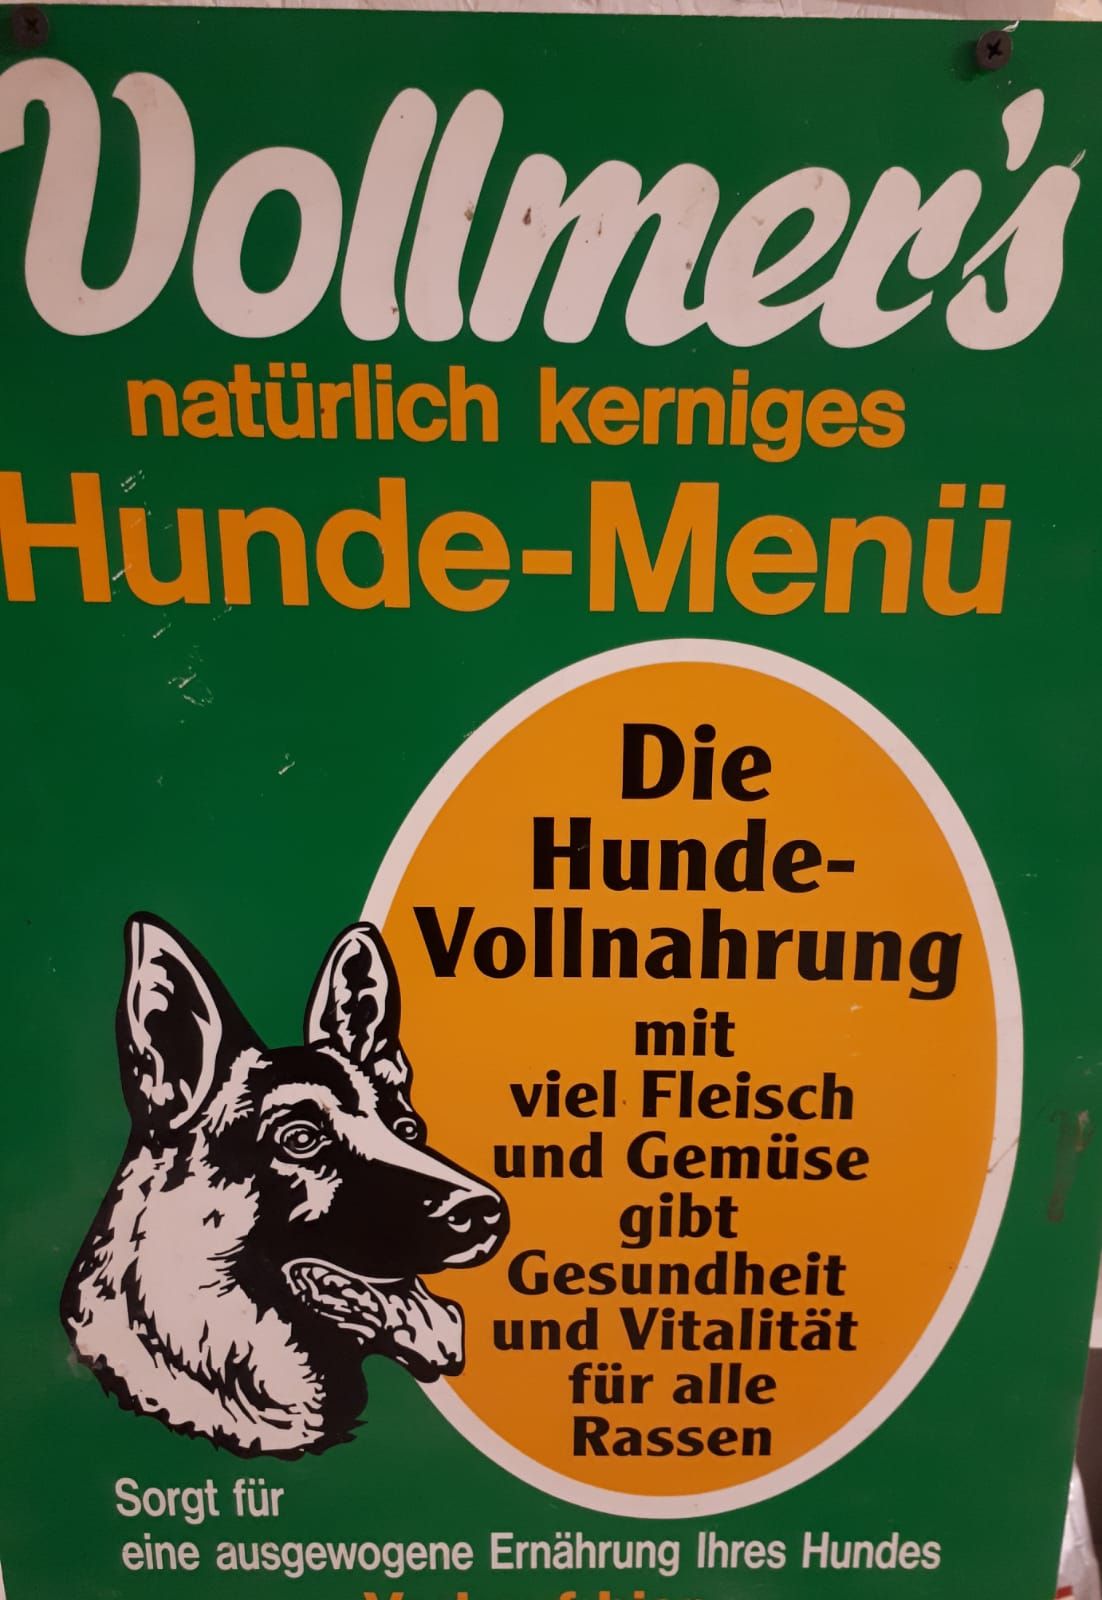 Vollmer's
natürlich kerniges
Hunde-Menü
Die
Hunde-
Vollnahrung
mit
viel Fleisch
und Gemüse
gibt
Gesundheit
und Vitalität
für alle
Rassen
Sorgt für
eine ausgewogene Ernährung Ihres Hundes